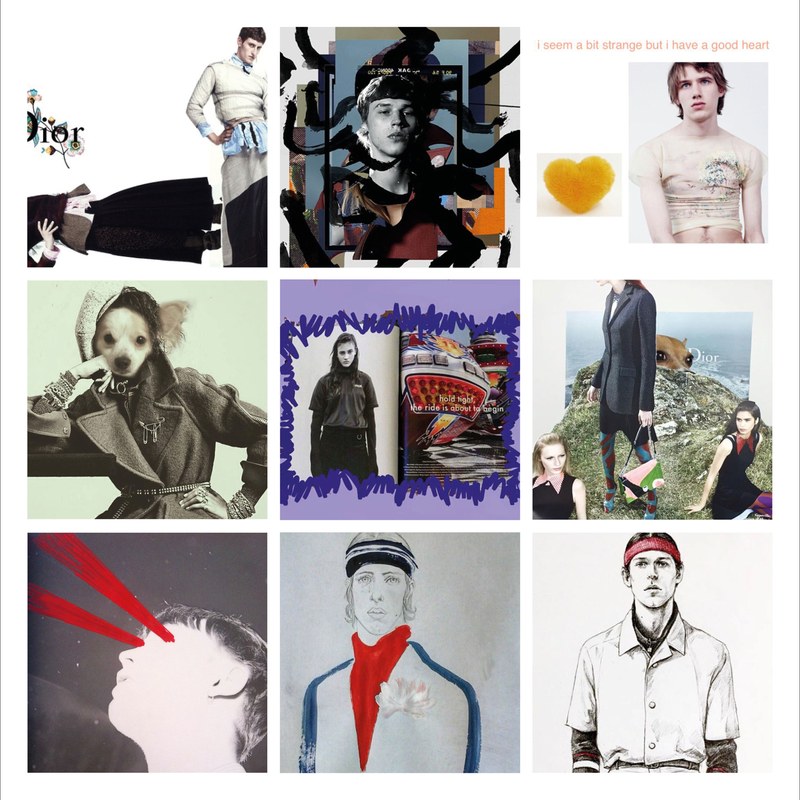 Dior
i seem a bit strange but i have a good heart
hold tight,
the ride is about to begin
Dior